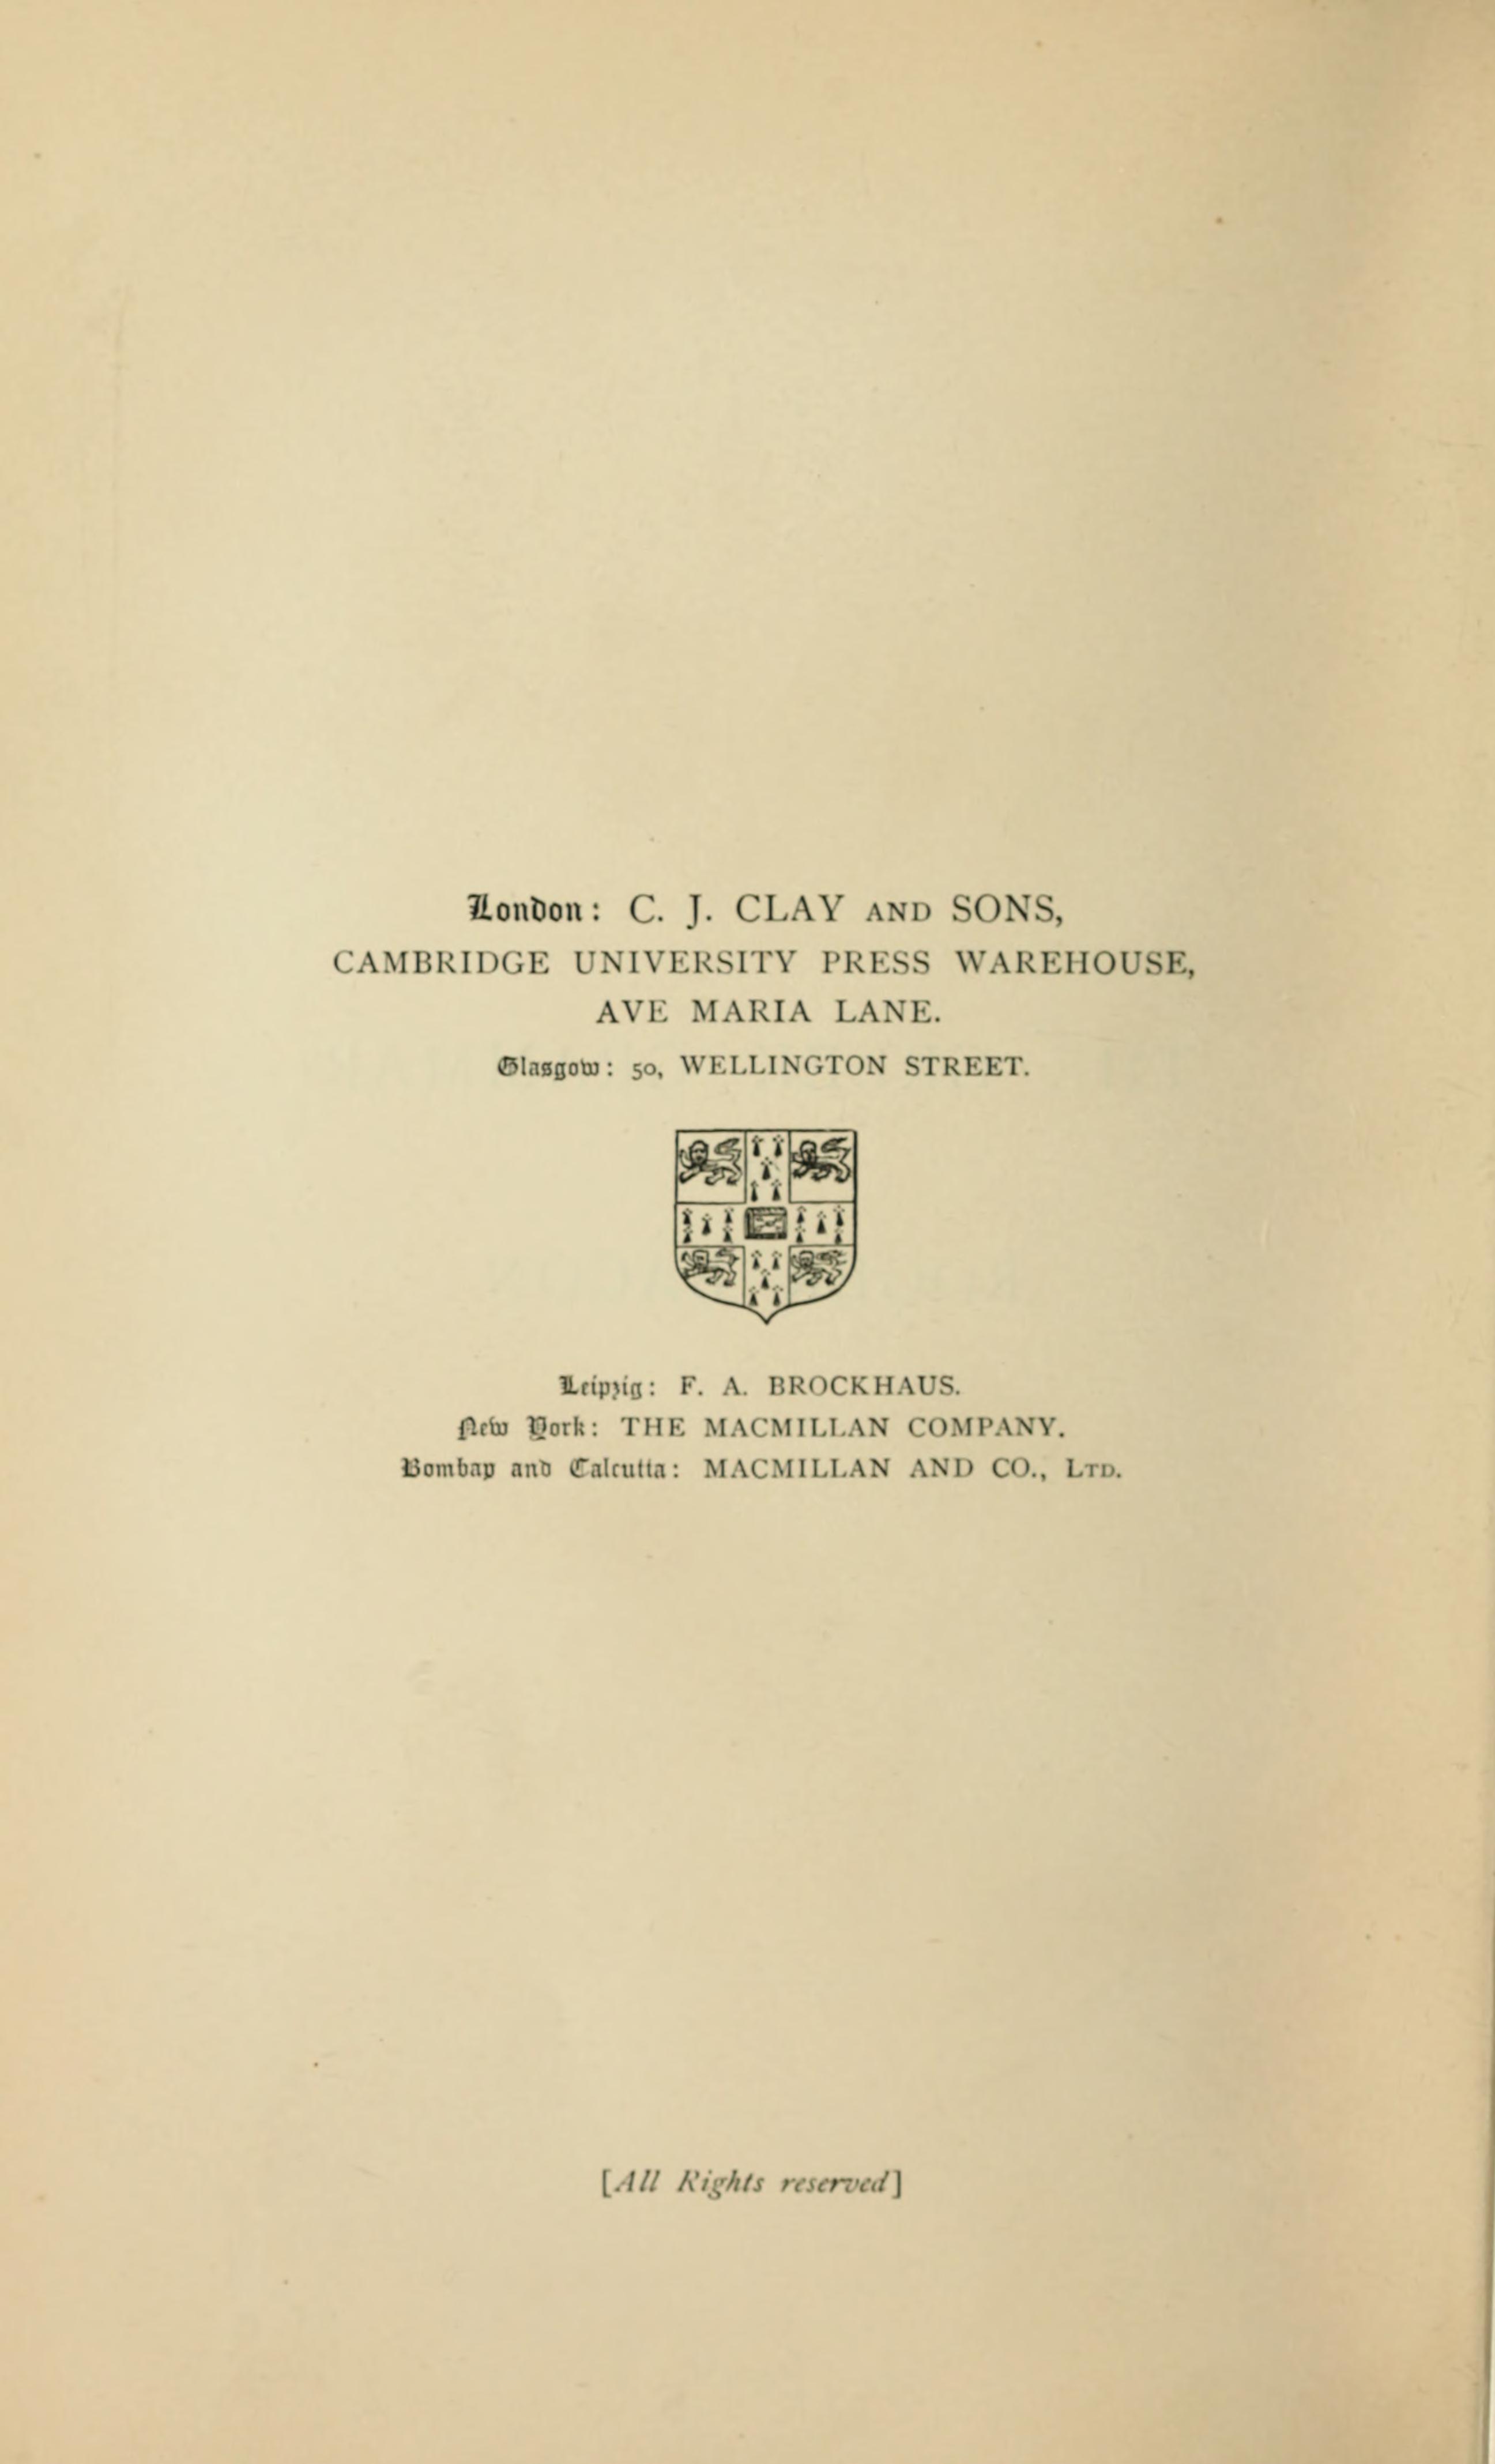 London: C. J. CLAY AND SONS,
CAMBRIDGE UNIVERSITY PRESS WAREHOUSE,
AVE MARIA LANE.
Glasgow: 50, WELLINGTON STREET.
Leipzig: F. A. BROCKHAUS.
New York: THE MACMILLAN COMPANY.
Bombay and Calcutta: MACMILLAN AND CO., LTD.
[All Rights reserved]